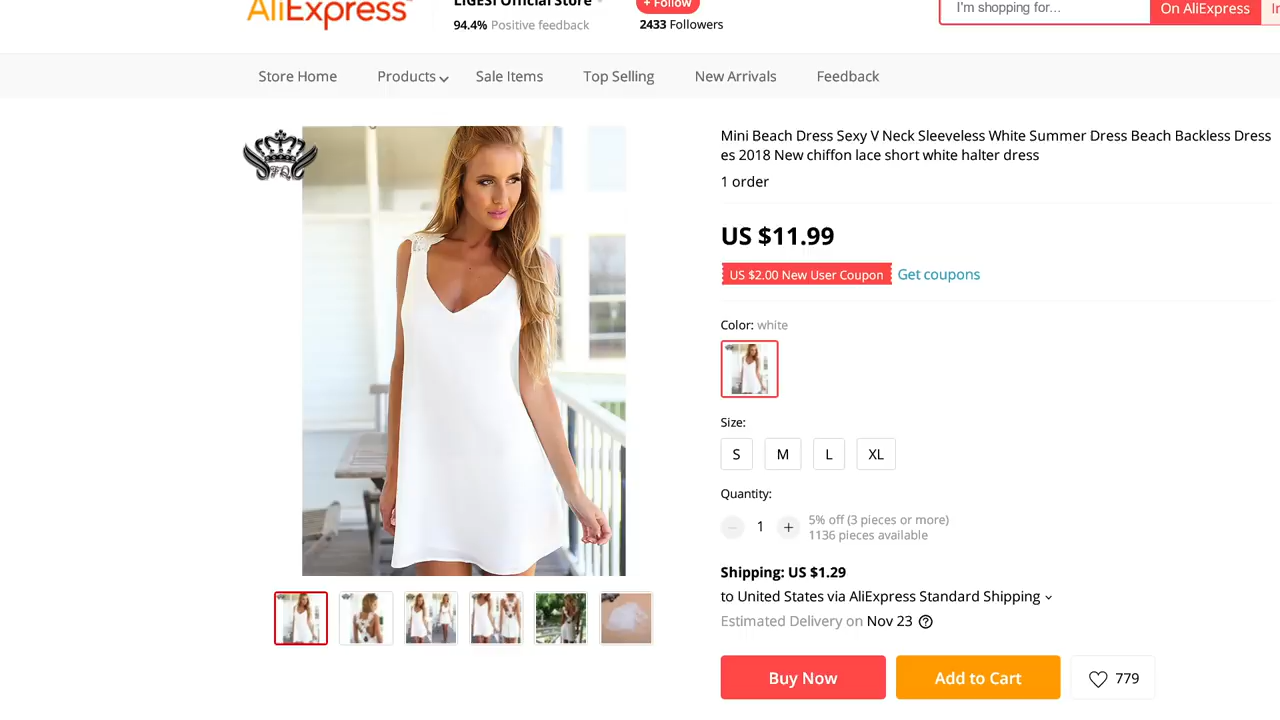 AliExpress
LIGESI Official Store
+ Follow
I'm shopping for...
On AliExpress
94.4% Positive feedback
2433 Followers
Store Home
Products
Sale Items
Top Selling
New Arrivals
Feedback
Mini Beach Dress Sexy V Neck Sleeveless White Summer Dress Beach Backless Dress
es 2018 New chiffon lace short white halter dress
1 order
US $11.99
US $2.00 New User Coupon
Get coupons
Color: white
Size:
S
M
L
XL
Quantity:
1
5% off (3 pieces or more)
1136 pieces available
Shipping: US $1.29
to United States via AliExpress Standard Shipping
Estimated Delivery on Nov 23
Buy Now
Add to Cart
779